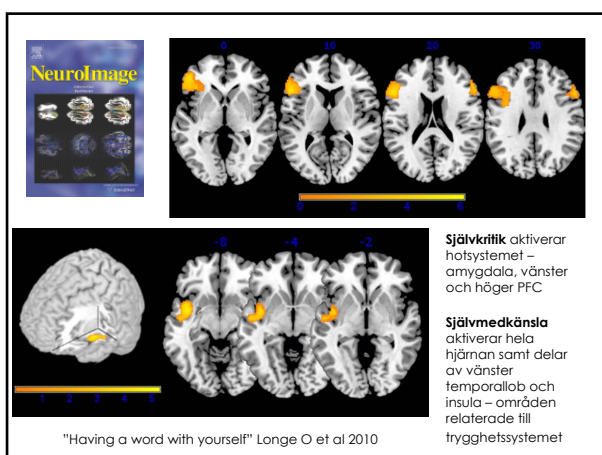 NeuroImage
0 10 20 30
0 2 4 6
Självkritik aktiverar
hotsystemet –
amygdala, vänster
och höger PFC
-8 -4 -2
Självmedkänsla
aktiverar hela
hjärnan samt delar
av vänster
temporallob och
insula – områden
relaterade till
trygghetssystemet
1 2 3 4 5
"Having a word with yourself" Longe O et al 2010